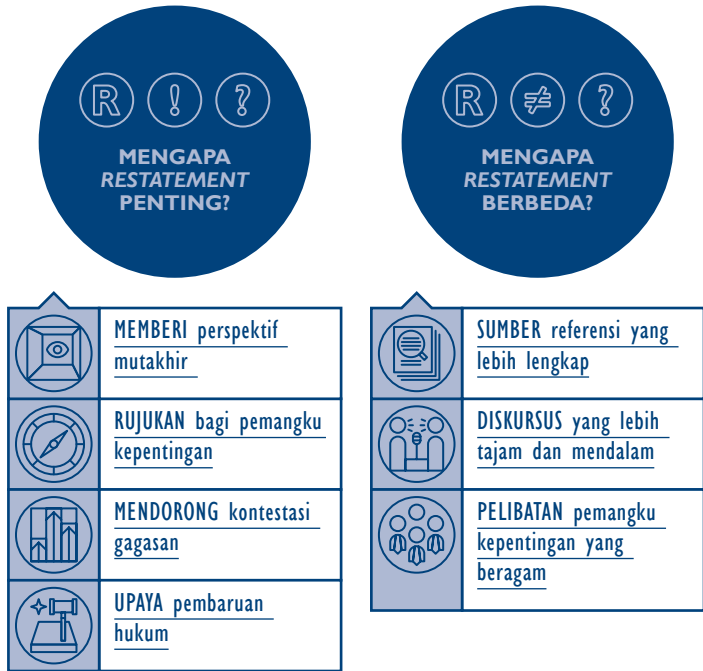 R ! ?
MENGAPA
RESTATEMENT
PENTING?
MEMBERI perspektif
mutakhir
RUJUKAN bagi pemangku
kepentingan
MENDORONG kontestasi
gagasan
UPAYA pembaruan
hukum
R ≠ ?
MENGAPA
RESTATEMENT
BERBEDA?
SUMBER referensi yang
lebih lengkap
DISKURSUS yang lebih
tajam dan mendalam
PELIBATAN pemangku
kepentingan yang
beragam